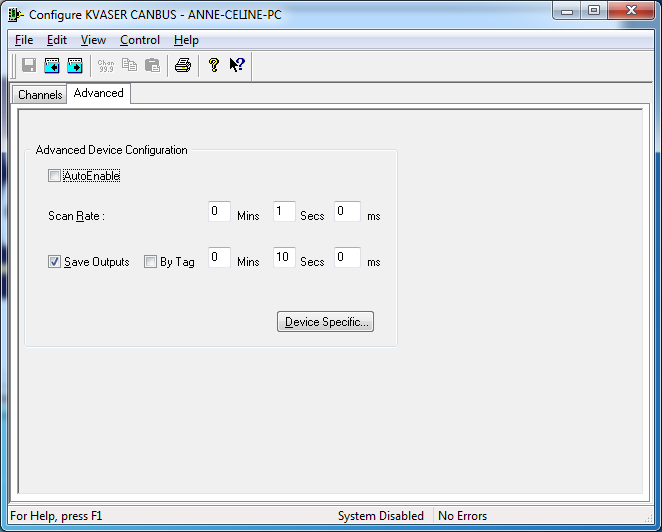 Configure KVASER CANBUS - ANNE-CELINE-PC
File Edit View Control Help
Chan
99.9
Channels Advanced
Advanced Device Configuration
AutoEnable
Scan Rate : 0 Mins 1 Secs 0 ms
Save Outputs By Tag 0 Mins 10 Secs 0 ms
Device Specific...
For Help, press F1 System Disabled No Errors